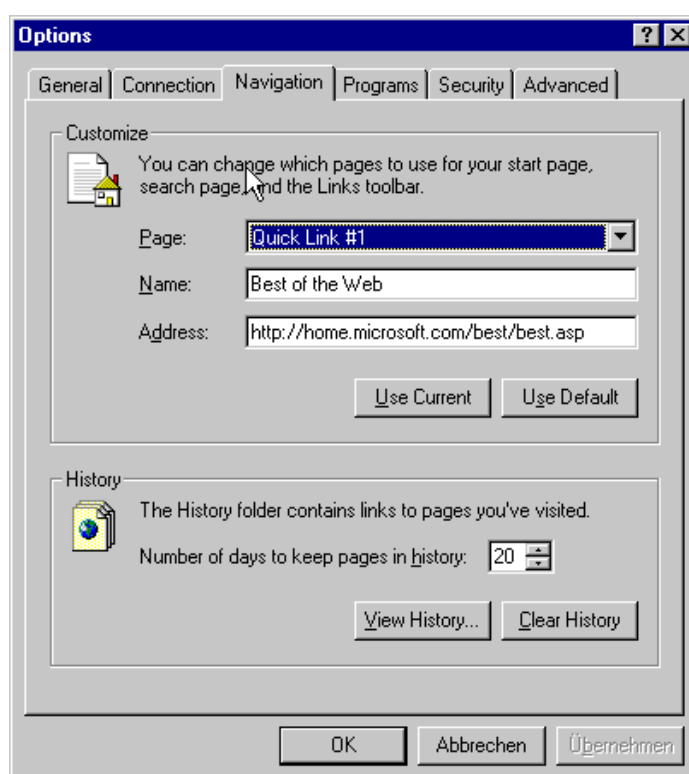 Options
General Connection Navigation Programs Security Advanced
Customize
You can change which pages to use for your start page,
search page, and the Links toolbar.
Page: Quick Link #1
Name: Best of the Web
Address: http://home.microsoft.com/best/best.asp
Use Current Use Default
History
The History folder contains links to pages you've visited.
Number of days to keep pages in history: 20
View History... Clear History
OK Abbrechen Übernehmen